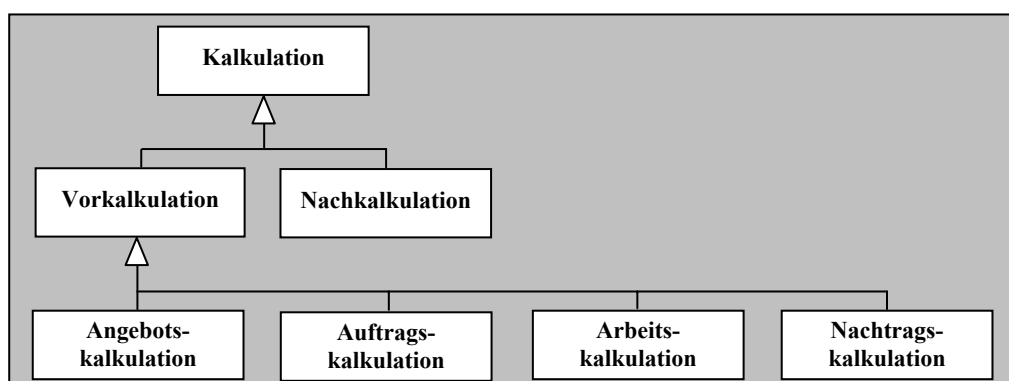 Kalkulation
Vorkalkulation
Nachkalkulation
Angebots-
kalkulation
Auftrags-
kalkulation
Arbeits-
kalkulation
Nachtrags-
kalkulation